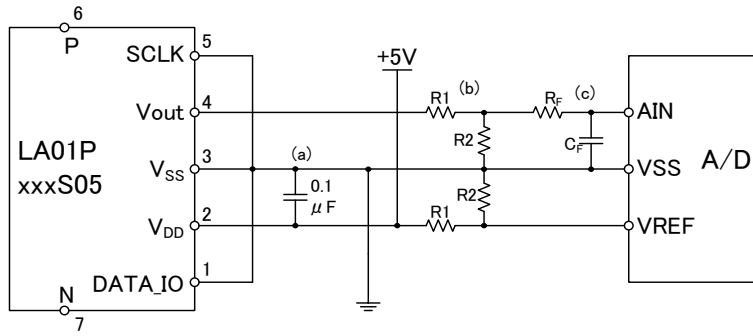 6
P
SCLK
5
+5V
(b)
(c)
Vout
4
R1
RF
AIN
LA01P
xxxS05
R2
CF
VSS
3
(a)
VSS
A/D
0.1
μF
R2
VDD
2
R1
VREF
DATA_IO
1
N
7